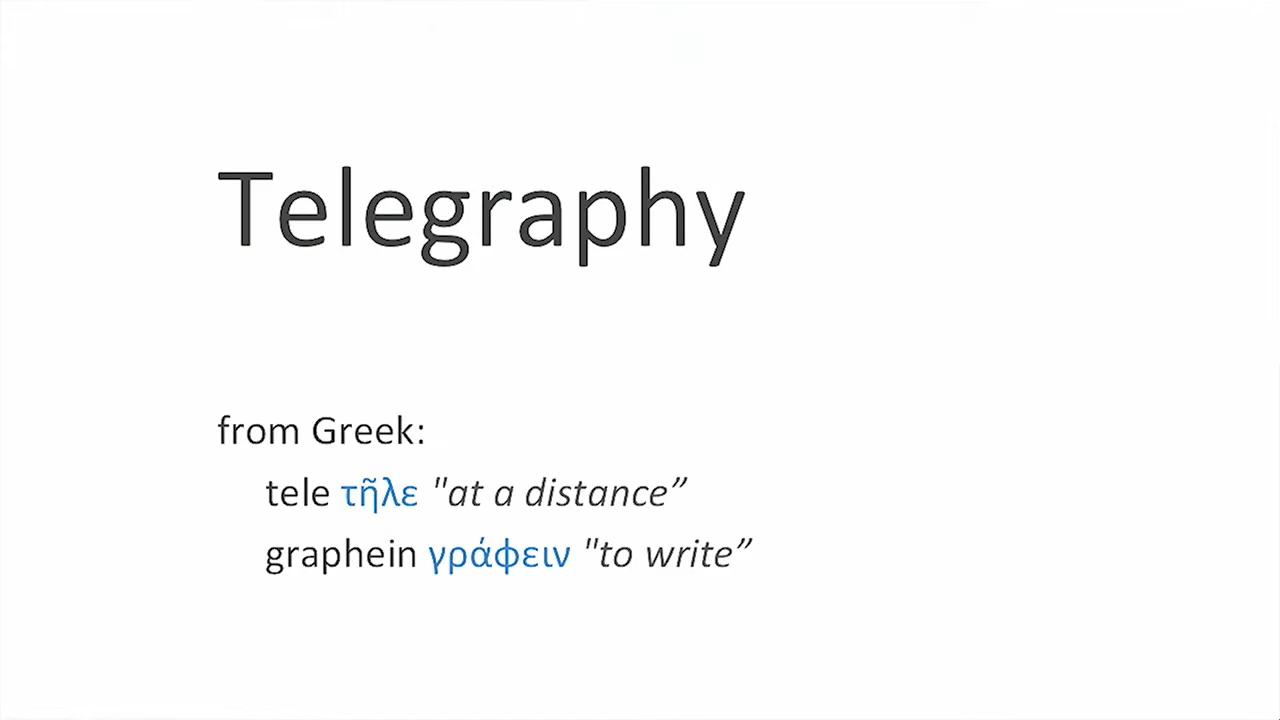 Telegraphy
from Greek:
tele τῆλε "at a distance”
graphein γράφειν "to write”